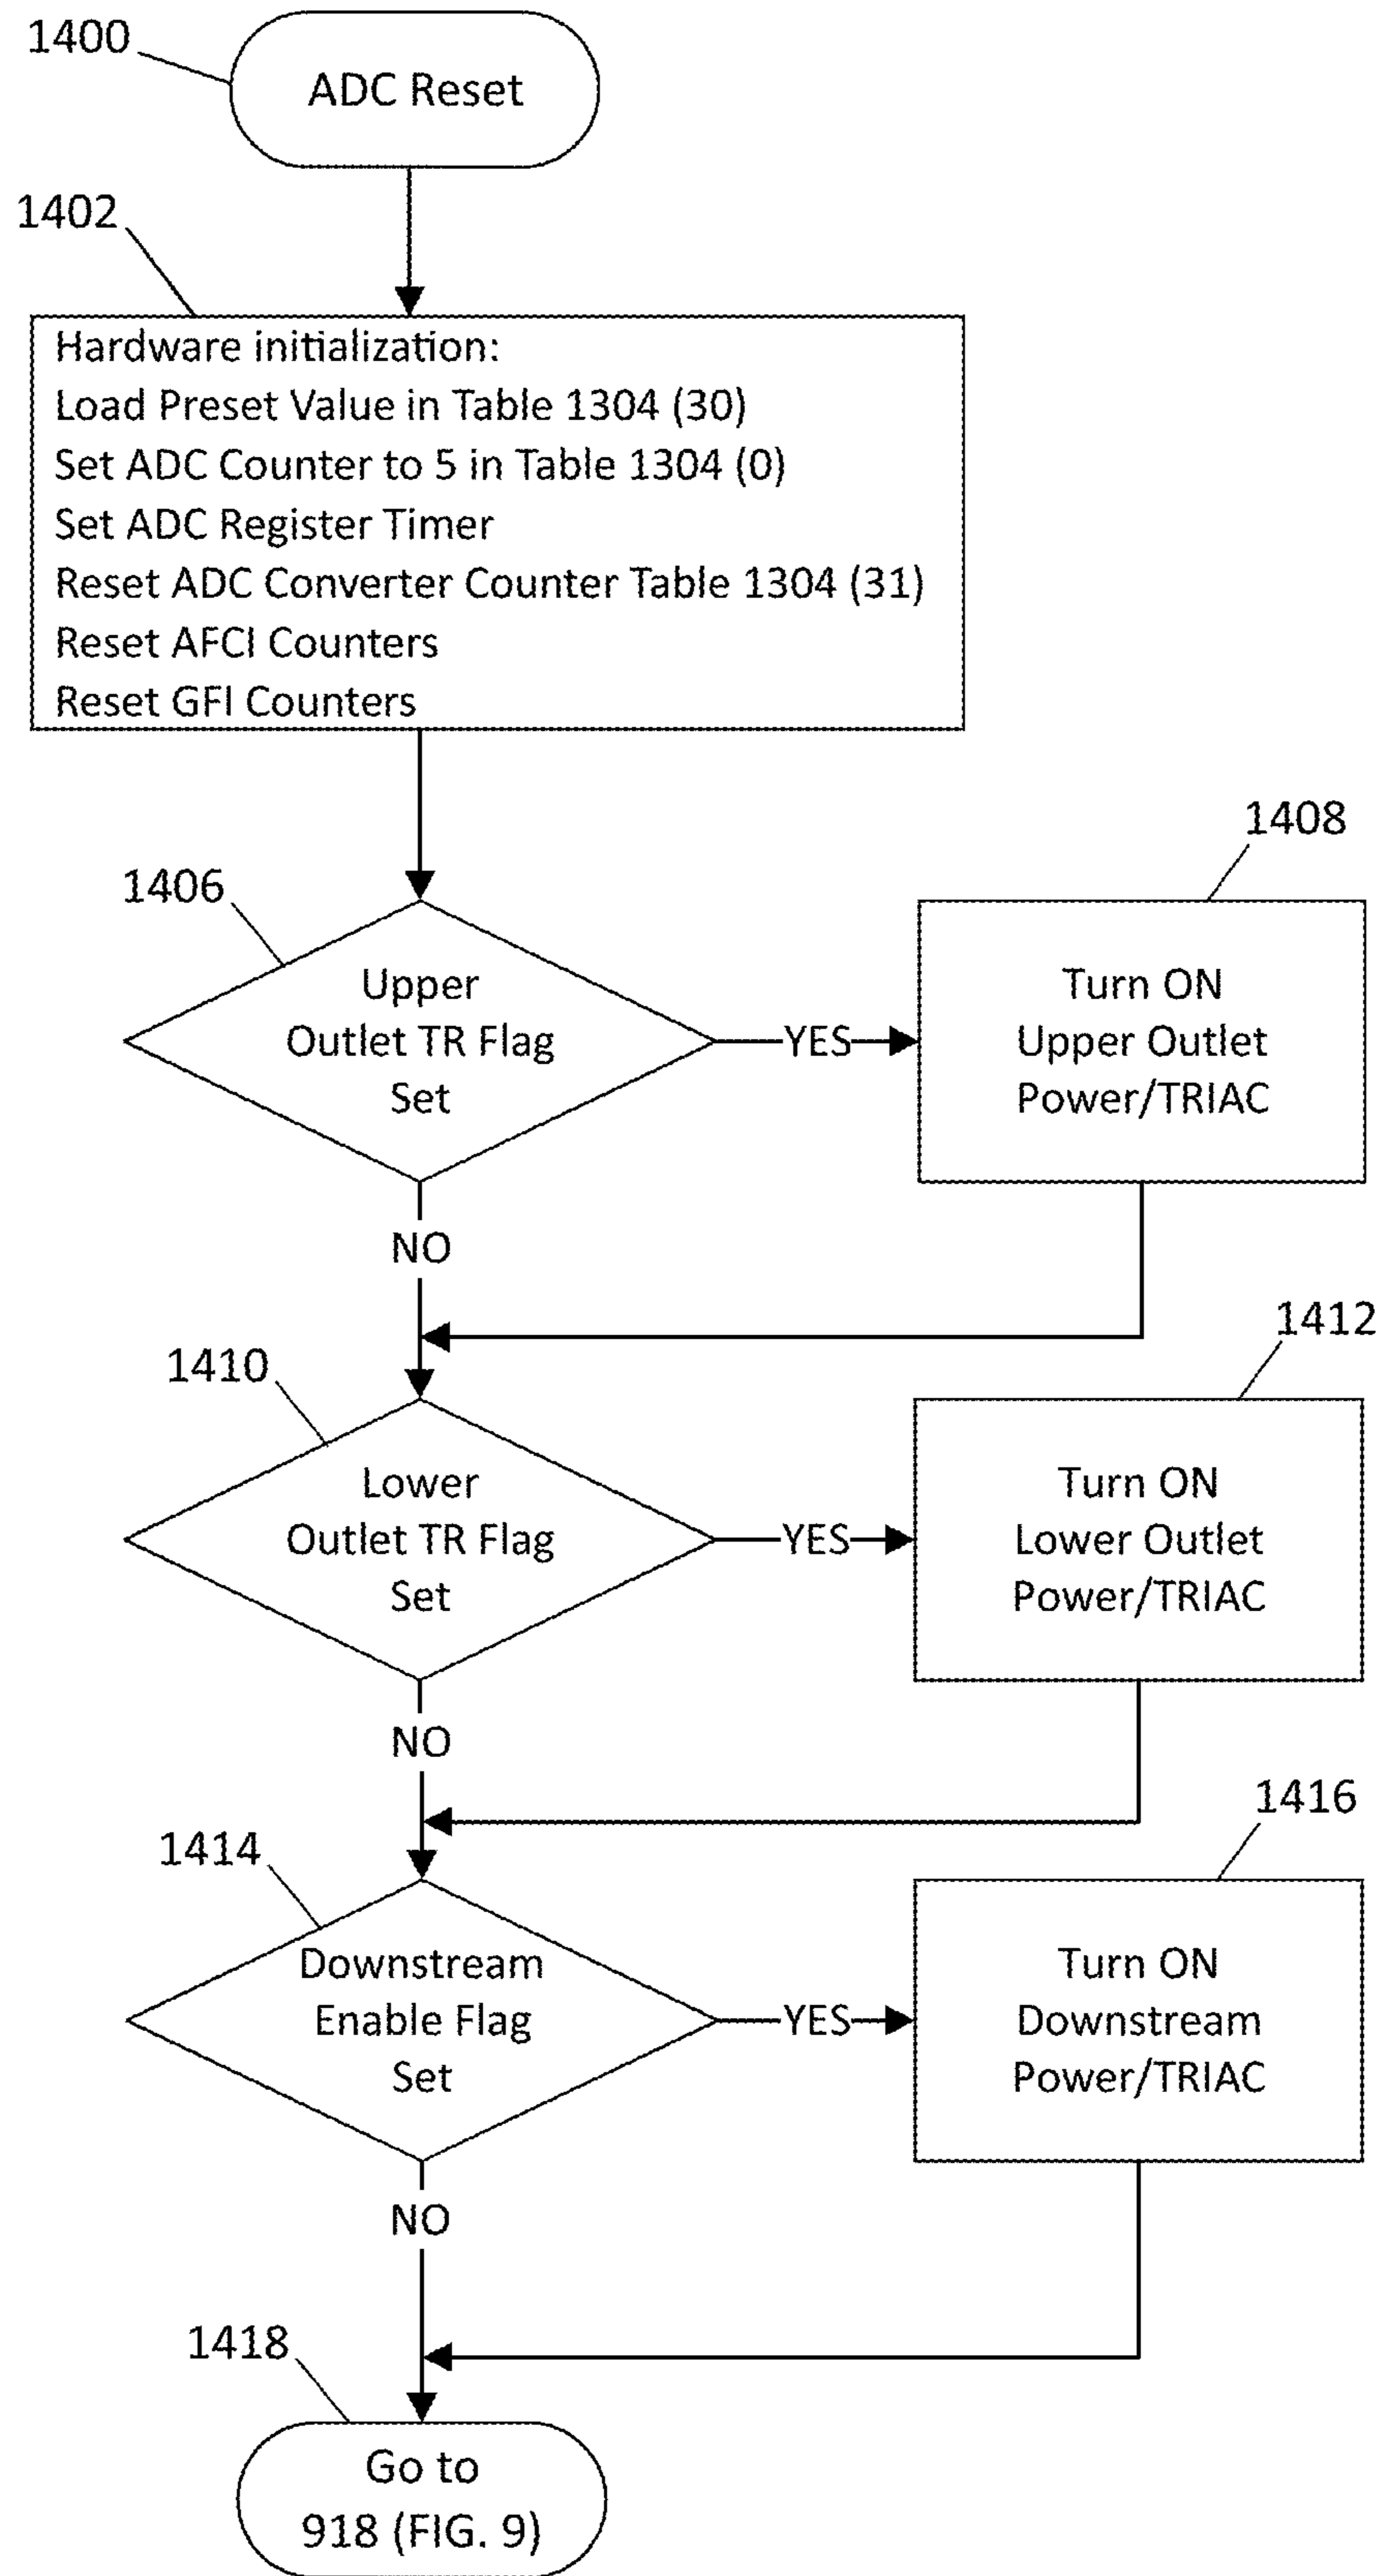 1400
ADC Reset
1402
Hardware initialization:
Load Preset Value in Table 1304 (30)
Set ADC Counter to 5 in Table 1304 (0)
Set ADC Register Timer
Reset ADC Converter Counter Table 1304 (31)
Reset AFCI Counters
Reset GFI Counters
1406
Upper
Outlet TR Flag
Set
YES
1408
Turn ON
Upper Outlet
Power/TRIAC
NO
1410
Lower
Outlet TR Flag
Set
YES
1412
Turn ON
Lower Outlet
Power/TRIAC
NO
1414
Downstream
Enable Flag
Set
YES
1416
Turn ON
Downstream
Power/TRIAC
NO
1418
Go to
918 (FIG. 9)